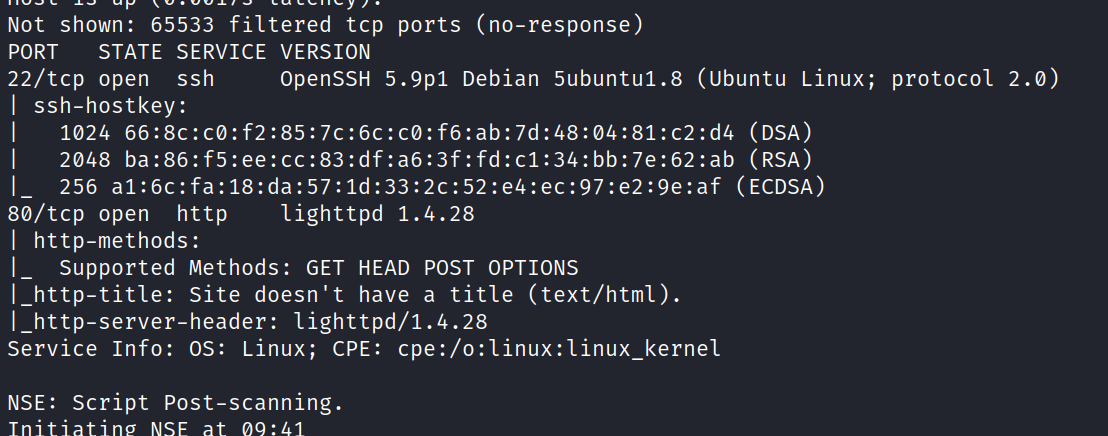 Host is up (0.0017s latency).
Not shown: 65533 filtered tcp ports (no-response)
PORT   STATE SERVICE VERSION
22/tcp open  ssh     OpenSSH 5.9p1 Debian 5ubuntu1.8 (Ubuntu Linux; protocol 2.0)
| ssh-hostkey:
|   1024 66:8c:c0:f2:85:7c:6c:c0:f6:ab:7d:48:04:81:c2:d4 (DSA)
|   2048 ba:86:f5:ee:cc:83:df:a6:3f:fd:c1:34:bb:7e:62:ab (RSA)
|_  256 a1:6c:fa:18:da:57:1d:33:2c:52:e4:ec:97:e2:9e:af (ECDSA)
80/tcp open  http    lighttpd 1.4.28
| http-methods:
|_  Supported Methods: GET HEAD POST OPTIONS
|_http-title: Site doesn't have a title (text/html).
|_http-server-header: lighttpd/1.4.28
Service Info: OS: Linux; CPE: cpe:/o:linux:linux_kernel

NSE: Script Post-scanning.
Initiating NSE at 09:41